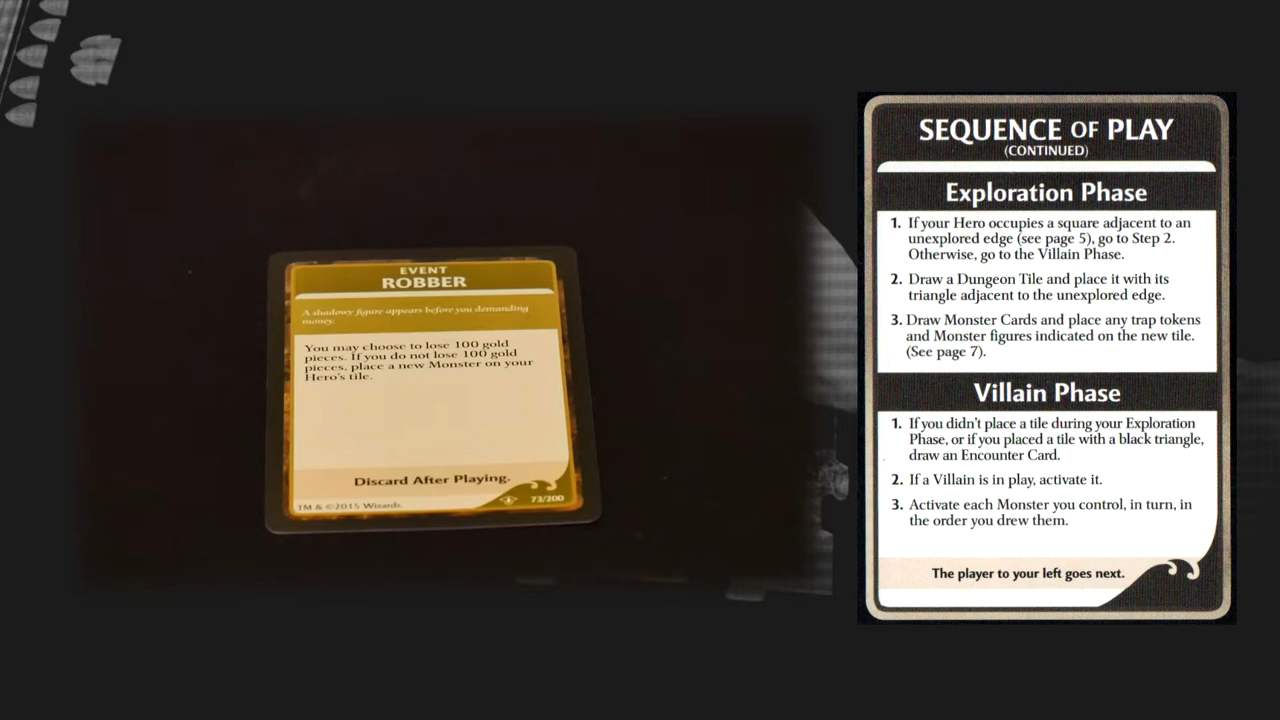 EVENT
ROBBER
A shadowy figure appears before you demanding
money.
You may choose to lose 100 gold
pieces. If you do not lose 100 gold
pieces, place a new Monster on your
Hero's tile.
Discard After Playing.
TM & ©2015 Wizards.
73/200
SEQUENCE OF PLAY
(CONTINUED)
Exploration Phase
1. If your Hero occupies a square adjacent to an
unexplored edge (see page 5), go to Step 2.
Otherwise, go to the Villain Phase.
2. Draw a Dungeon Tile and place it with its
triangle adjacent to the unexplored edge.
3. Draw Monster Cards and place any trap tokens
and Monster figures indicated on the new tile.
(See page 7).
Villain Phase
1. If you didn't place a tile during your Exploration
Phase, or if you placed a tile with a black triangle,
draw an Encounter Card.
2. If a Villain is in play, activate it.
3. Activate each Monster you control, in turn, in
the order you drew them.
The player to your left goes next.